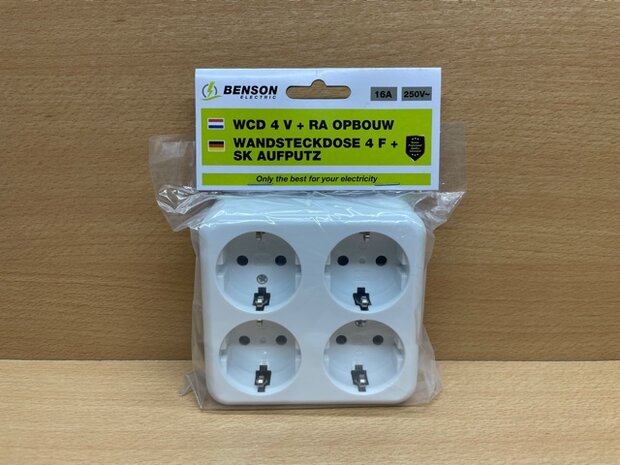 BENSON
ELECTRIC
16A
250V~
WCD 4 V + RA OPBOUW
WANDSTECKDOSE 4 F +
SK AUFPUTZ
Only the best for your electricity